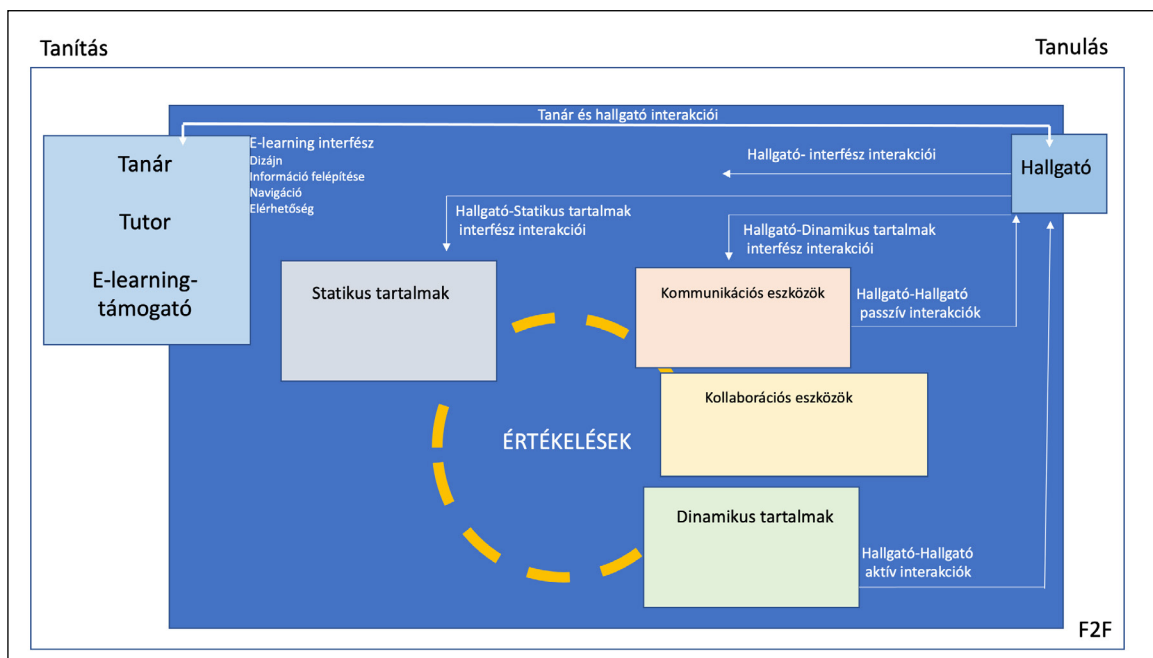 Tanítás
Tanulás
Tanár és hallgató interakciói
Tanár
Tutor
E-learning-
támogató
E-learning interfész
Dizájn
Információ felépítése
Navigáció
Elérhetőség
Hallgató- interfész interakciói
Hallgató
Hallgató-Statikus tartalmak
interfész interakciói
Hallgató-Dinamikus tartalmak
interfész interakciói
Statikus tartalmak
Kommunikációs eszközök
Hallgató-Hallgató
passzív interakciók
Kollaborációs eszközök
ÉRTÉKELÉSEK
Dinamikus tartalmak
Hallgató-Hallgató
aktív interakciók
F2F